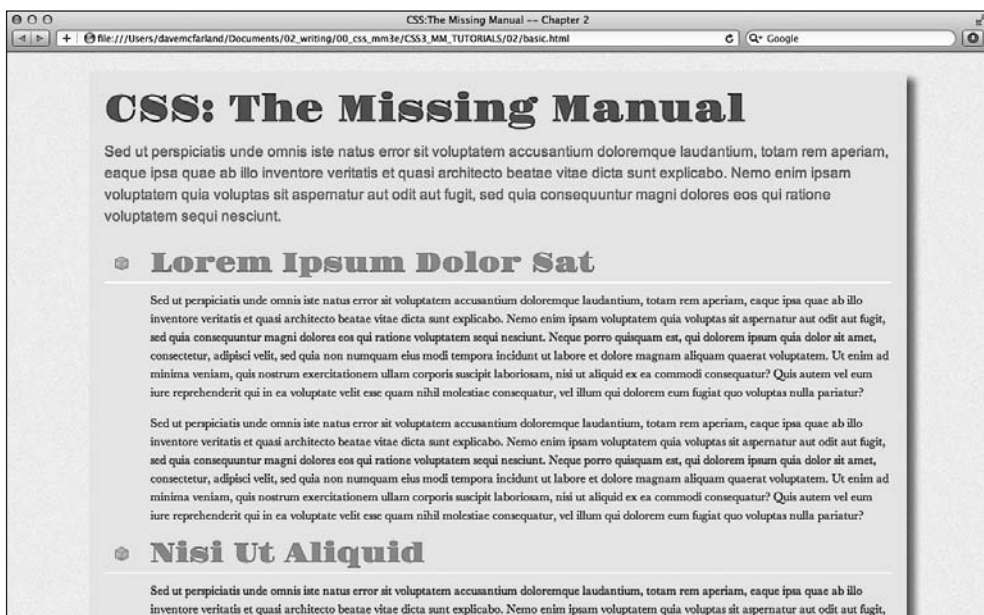 CSS:The Missing Manual -- Chapter 2
file:///Users/davemcfarland/Documents/02_writing/00_css_mm3e/CSS3_MM_TUTORIALS/02/basic.html
Google
CSS: The Missing Manual
Sed ut perspiciatis unde omnis iste natus error sit voluptatem accusantium doloremque laudantium, totam rem aperiam,
eaque ipsa quae ab illo inventore veritatis et quasi architecto beatae vitae dicta sunt explicabo. Nemo enim ipsam
voluptatem quia voluptas sit aspernatur aut odit aut fugit, sed quia consequuntur magni dolores eos qui ratione
voluptatem sequi nesciunt.
Lorem Ipsum Dolor Sat
Sed ut perspiciatis unde omnis iste natus error sit voluptatem accusantium doloremque laudantium, totam rem aperiam, eaque ipsa quae ab illo
inventore veritatis et quasi architecto beatae vitae dicta sunt explicabo. Nemo enim ipsam voluptatem quia voluptas sit aspernatur aut odit aut fugit,
sed quia consequuntur magni dolores eos qui ratione voluptatem sequi nesciunt. Neque porro quisquam est, qui dolorem ipsum quia dolor sit amet,
consectetur, adipisci velit, sed quia non numquam eius modi tempora incidunt ut labore et dolore magnam aliquam quaerat voluptatem. Ut enim ad
minima veniam, quis nostrum exercitationem ullam corporis suscipit laboriosam, nisi ut aliquid ex ea commodi consequatur? Quis autem vel eum
iure reprehenderit qui in ea voluptate velit esse quam nihil molestiae consequatur, vel illum qui dolorem eum fugiat quo voluptas nulla pariatur?
Sed ut perspiciatis unde omnis iste natus error sit voluptatem accusantium doloremque laudantium, totam rem aperiam, eaque ipsa quae ab illo
inventore veritatis et quasi architecto beatae vitae dicta sunt explicabo. Nemo enim ipsam voluptatem quia voluptas sit aspernatur aut odit aut fugit,
sed quia consequuntur magni dolores eos qui ratione voluptatem sequi nesciunt. Neque porro quisquam est, qui dolorem ipsum quia dolor sit amet,
consectetur, adipisci velit, sed quia non numquam eius modi tempora incidunt ut labore et dolore magnam aliquam quaerat voluptatem. Ut enim ad
minima veniam, quis nostrum exercitationem ullam corporis suscipit laboriosam, nisi ut aliquid ex ea commodi consequatur? Quis autem vel eum
iure reprehenderit qui in ea voluptate velit esse quam nihil molestiae consequatur, vel illum qui dolorem eum fugiat quo voluptas nulla pariatur?
Nisi Ut Aliquid
Sed ut perspiciatis unde omnis iste natus error sit voluptatem accusantium doloremque laudantium, totam rem aperiam, eaque ipsa quae ab illo
inventore veritatis et quasi architecto beatae vitae dicta sunt explicabo. Nemo enim ipsam voluptatem quia voluptas sit aspernatur aut odit aut fugit,